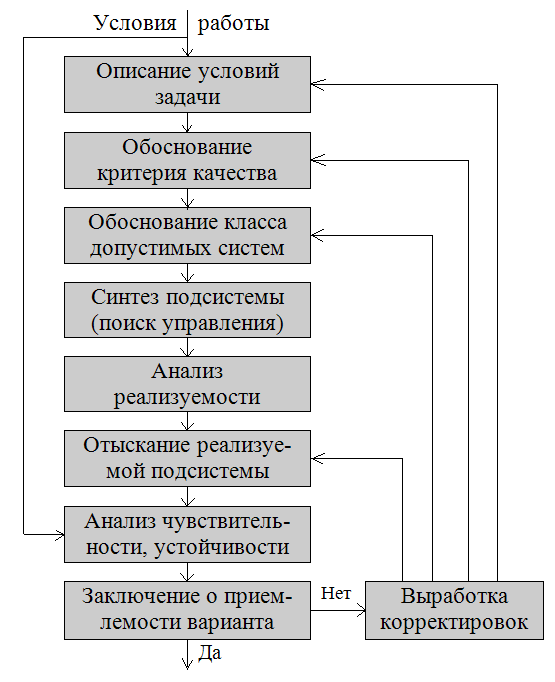 Условия работы
Описание условий
задачи
Обоснование
критерия качества
Обоснование класса
допустимых систем
Синтез подсистемы
(поиск управления)
Анализ
реализуемости
Отыскание реализуе-
мой подсистемы
Анализ чувствитель-
ности, устойчивости
Заключение о прием-
лемости варианта
Нет
Выработка
корректировок
Да